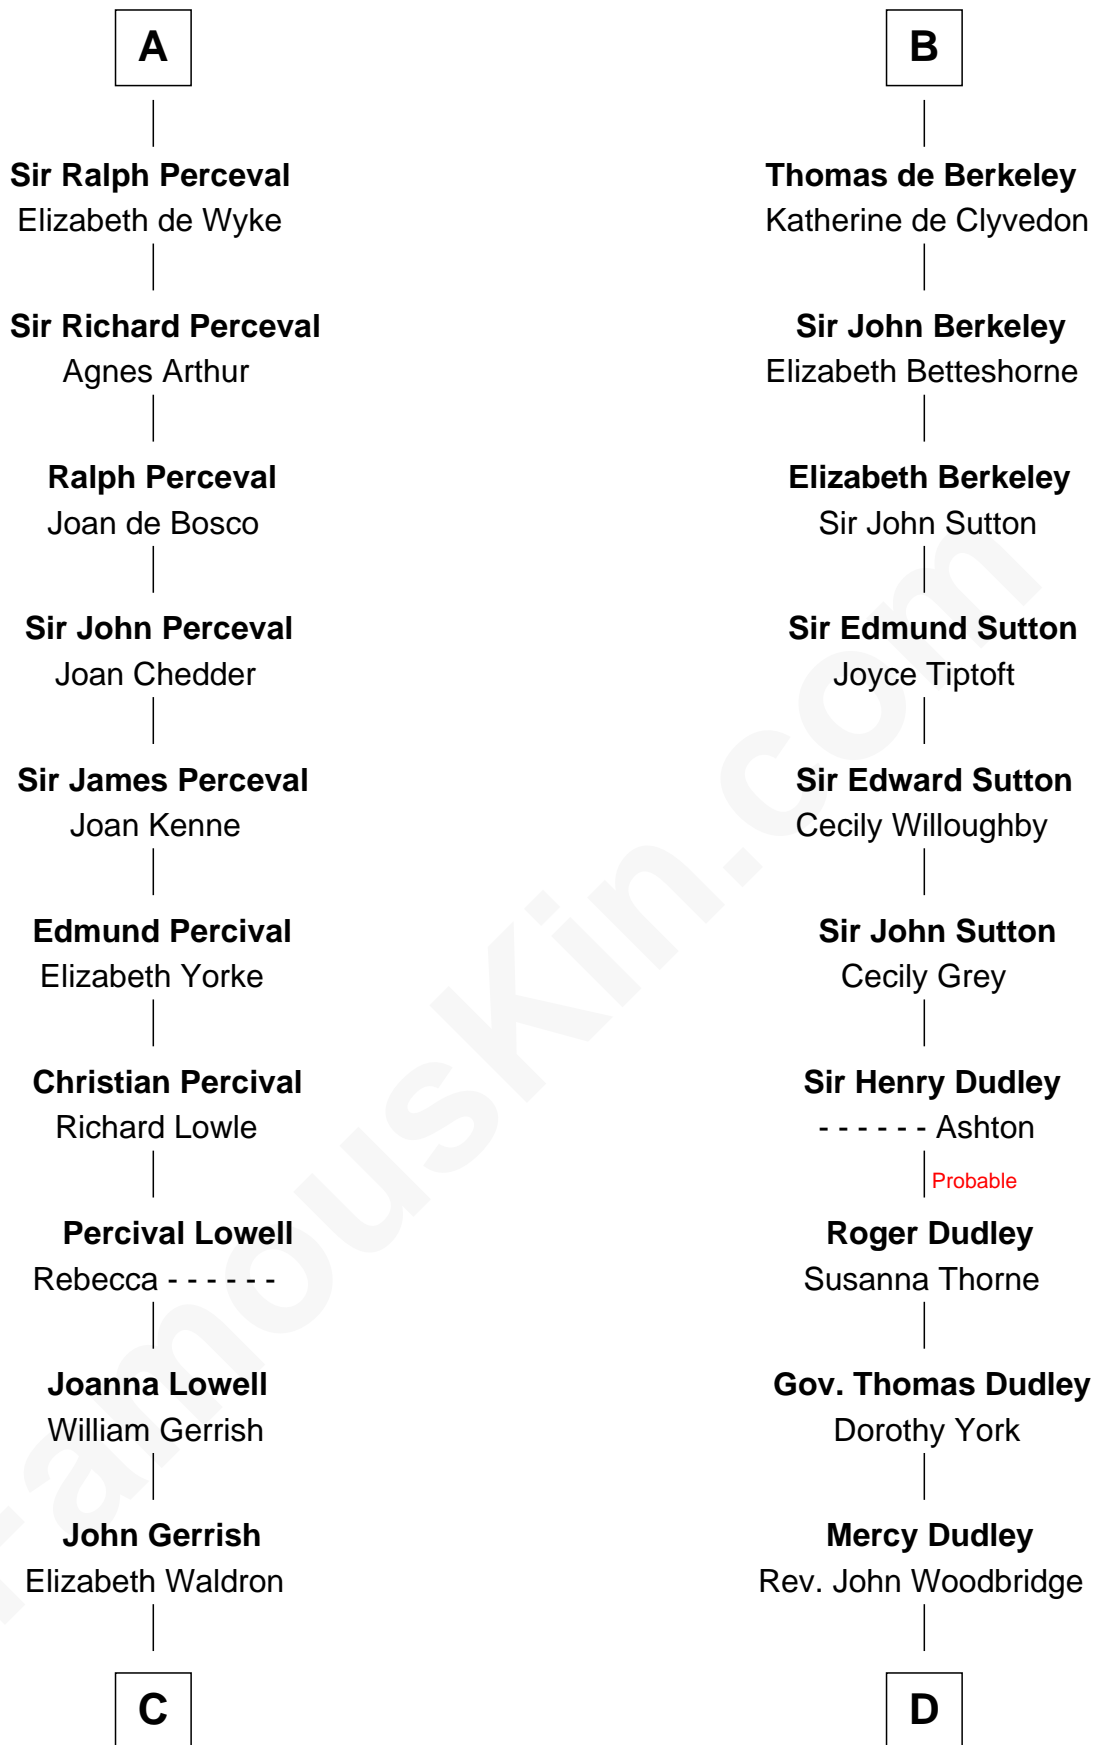 A
Sir Ralph Perceval
Elizabeth de Wyke
Sir Richard Perceval
Agnes Arthur
Ralph Perceval
Joan de Bosco
Sir John Perceval
Joan Chedder
Sir James Perceval
Joan Kenne
Edmund Percival
Elizabeth Yorke
Christian Percival
Richard Lowle
Percival Lowell
Rebecca - - - - - -
Joanna Lowell
William Gerrish
John Gerrish
Elizabeth Waldron
C
B
Thomas de Berkeley
Katherine de Clyvedon
Sir John Berkeley
Elizabeth Betteshorne
Elizabeth Berkeley
Sir John Sutton
Sir Edmund Sutton
Joyce Tiptoft
Sir Edward Sutton
Cecily Willoughby
Sir John Sutton
Cecily Grey
Sir Henry Dudley
- - - - - - Ashton
Probable
Roger Dudley
Susanna Thorne
Gov. Thomas Dudley
Dorothy York
Mercy Dudley
Rev. John Woodbridge
D
FamousKin.com